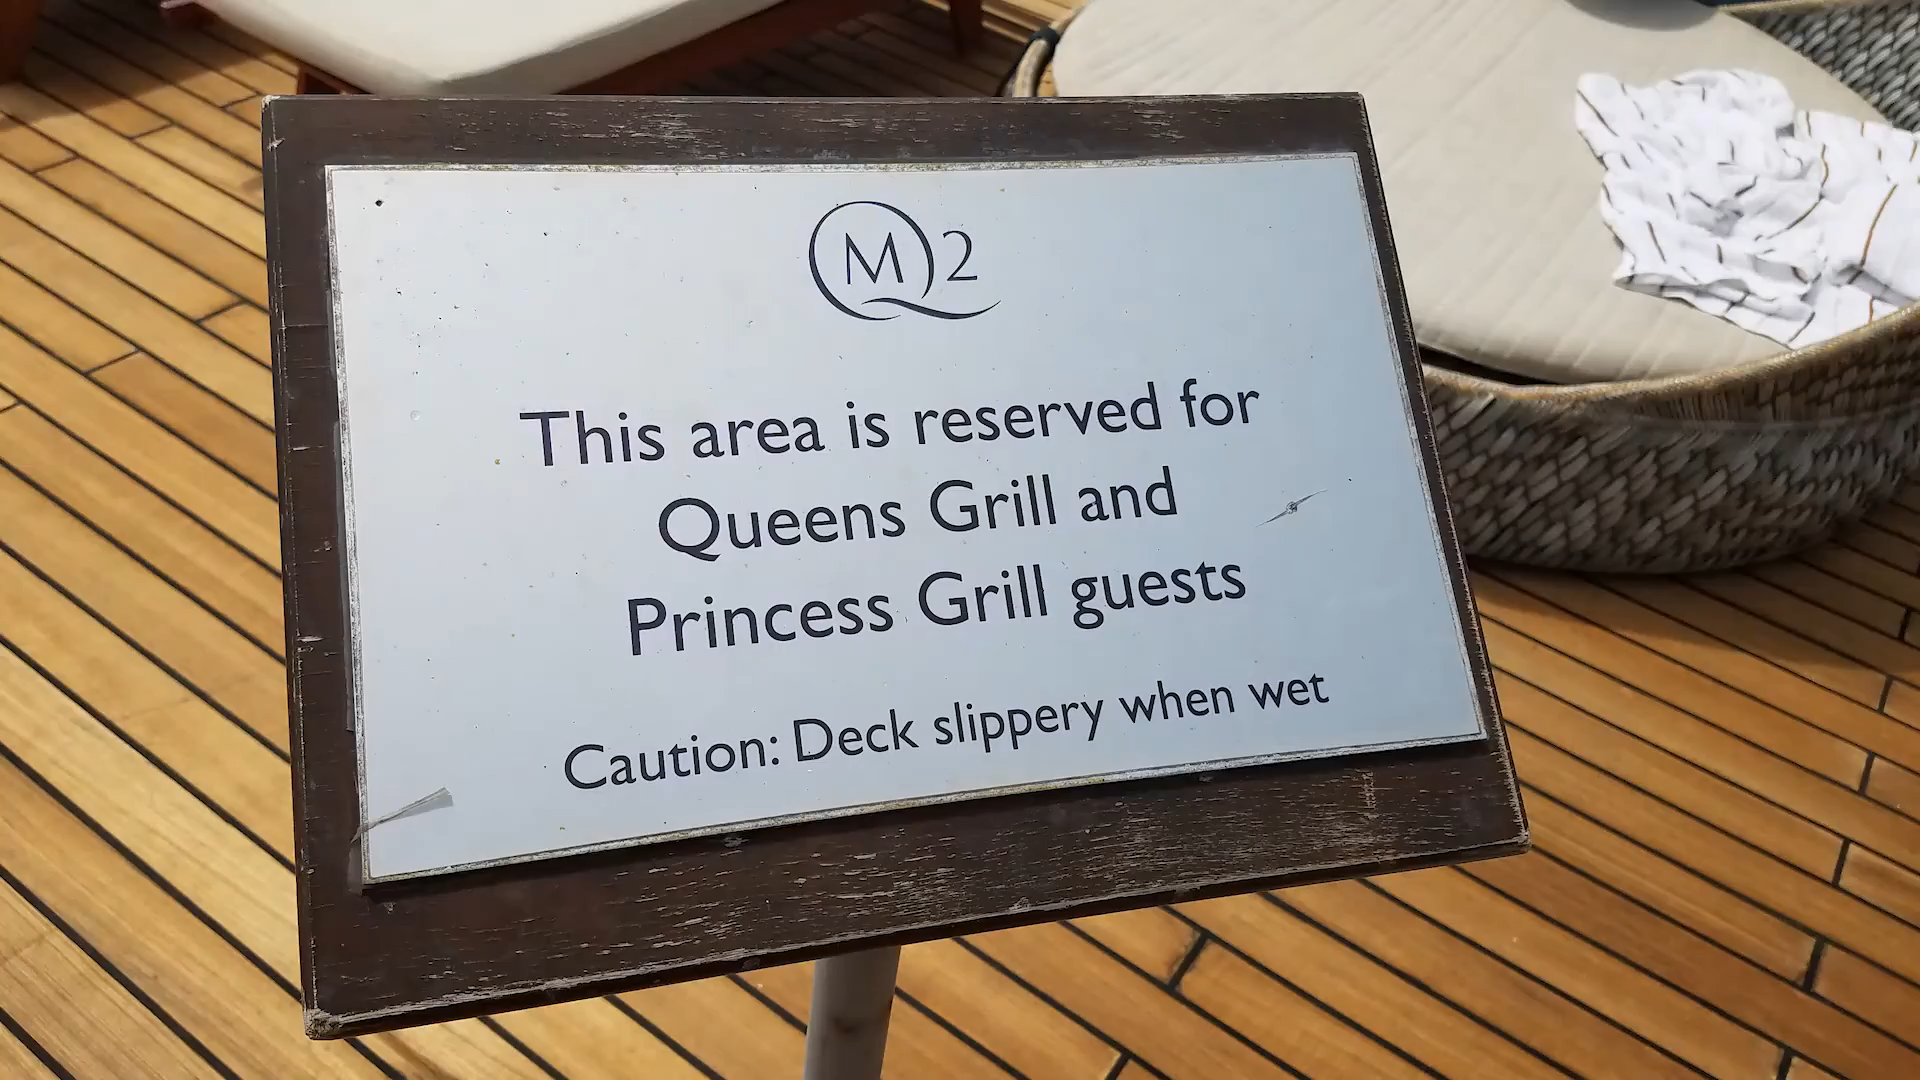 QM2
This area is reserved for
Queens Grill and
Princess Grill guests
Caution: Deck slippery when wet